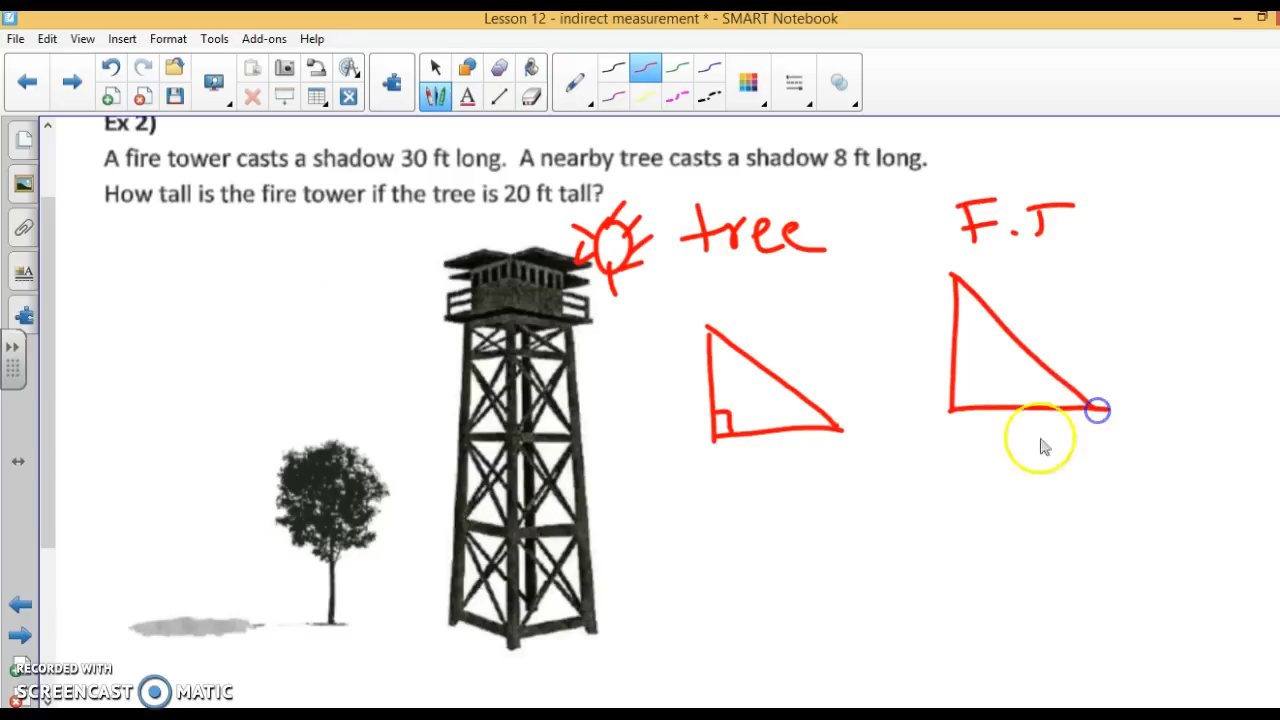 Lesson 12 - indirect measurement * - SMART Notebook
File Edit View Insert Format Tools Add-ons Help
Ex 2)
A fire tower casts a shadow 30 ft long. A nearby tree casts a shadow 8 ft long.
How tall is the fire tower if the tree is 20 ft tall?
tree
F.T
RECORDED WITH
SCREENCAST MATIC